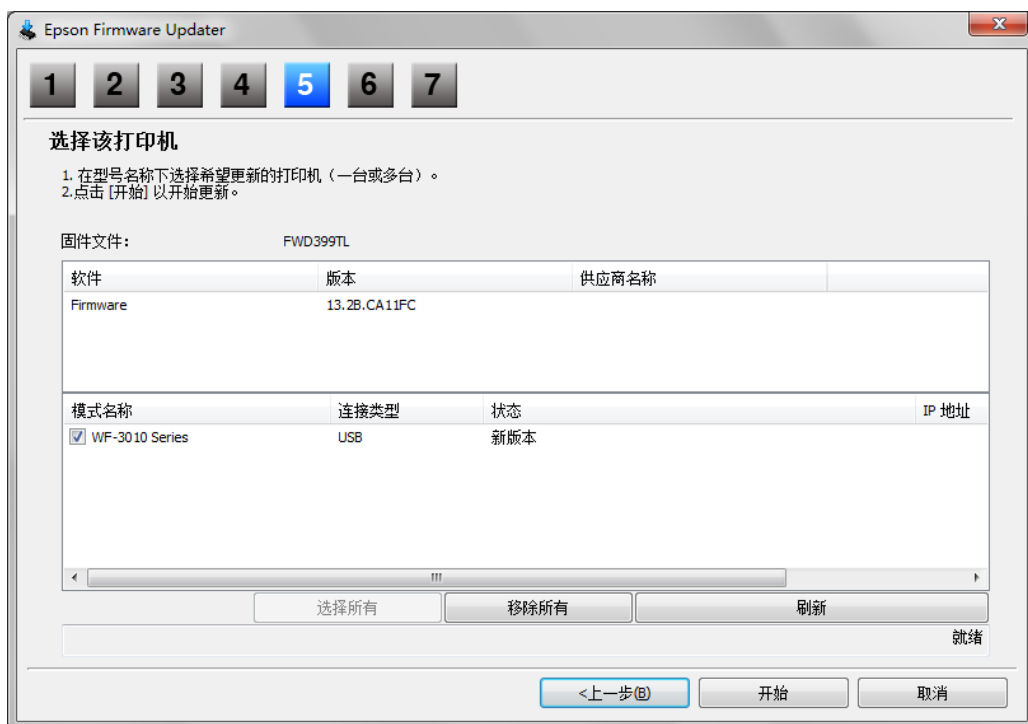 Epson Firmware Updater
1 2 3 4 5 6 7
选择该打印机
1. 在型号名称下选择希望更新的打印机（一台或多台）。
2.点击 [开始] 以开始更新。
固件文件: FWD399TL
软件 版本 供应商名称
Firmware 13.2B.CA11FC
模式名称 连接类型 状态 IP 地址
WF-3010 Series USB 新版本
选择所有 移除所有 刷新
就绪
<上一步(B) 开始 取消